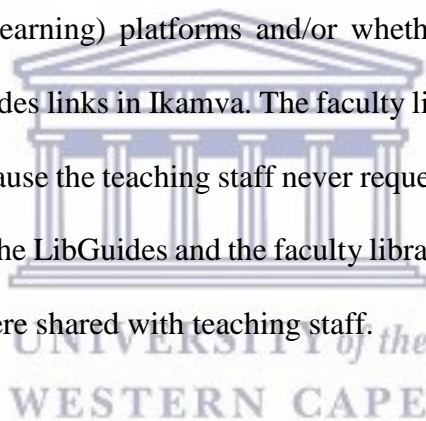 earning) platforms and/or wheth
des links in Ikamva. The faculty li
ause the teaching staff never reque
he LibGuides and the faculty libra
ere shared with teaching staff.
UNIVERSITY of the
WESTERN CAPE